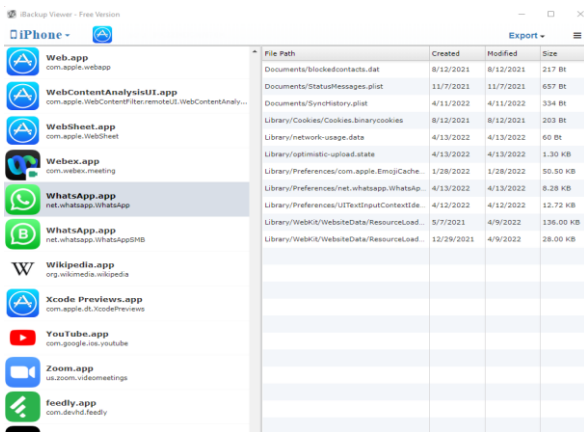 iBackup Viewer - Free Version
iPhone
Export
Web.app
com.apple.webapp
WebContentAnalysisUI.app
com.apple.WebContentFilter.remoteUI.WebContentAnaly...
WebSheet.app
com.apple.WebSheet
Webex.app
com.webex.meeting
WhatsApp.app
net.whatsapp.WhatsApp
WhatsApp.app
net.whatsapp.WhatsAppSMB
Wikipedia.app
org.wikimedia.wikipedia
Xcode Previews.app
com.apple.dt.XcodePreviews
YouTube.app
com.google.ios.youtube
Zoom.app
us.zoom.videomeetings
feedly.app
com.devhd.feedly
File Path Created Modified Size
Documents/blockedcontacts.dat 8/12/2021 8/12/2021 217 Bt
Documents/StatusMessages.plist 11/7/2021 11/7/2021 657 Bt
Documents/SyncHistory.plist 4/11/2022 4/11/2022 334 Bt
Library/Cookies/Cookies.binarycookies 8/12/2021 8/12/2021 203 Bt
Library/network-usage.data 4/13/2022 4/13/2022 60 Bt
Library/optimistic-upload.state 4/13/2022 4/13/2022 1.30 KB
Library/Preferences/com.apple.EmojiCache... 1/28/2022 1/28/2022 50.50 KB
Library/Preferences/net.whatsapp.WhatsAp... 4/13/2022 4/13/2022 8.28 KB
Library/Preferences/UITextInputContextIde... 4/12/2022 4/12/2022 12.72 KB
Library/WebKit/WebsiteData/ResourceLoad... 5/7/2021 4/9/2022 136.00 KB
Library/WebKit/WebsiteData/ResourceLoad... 12/29/2021 4/9/2022 28.00 KB